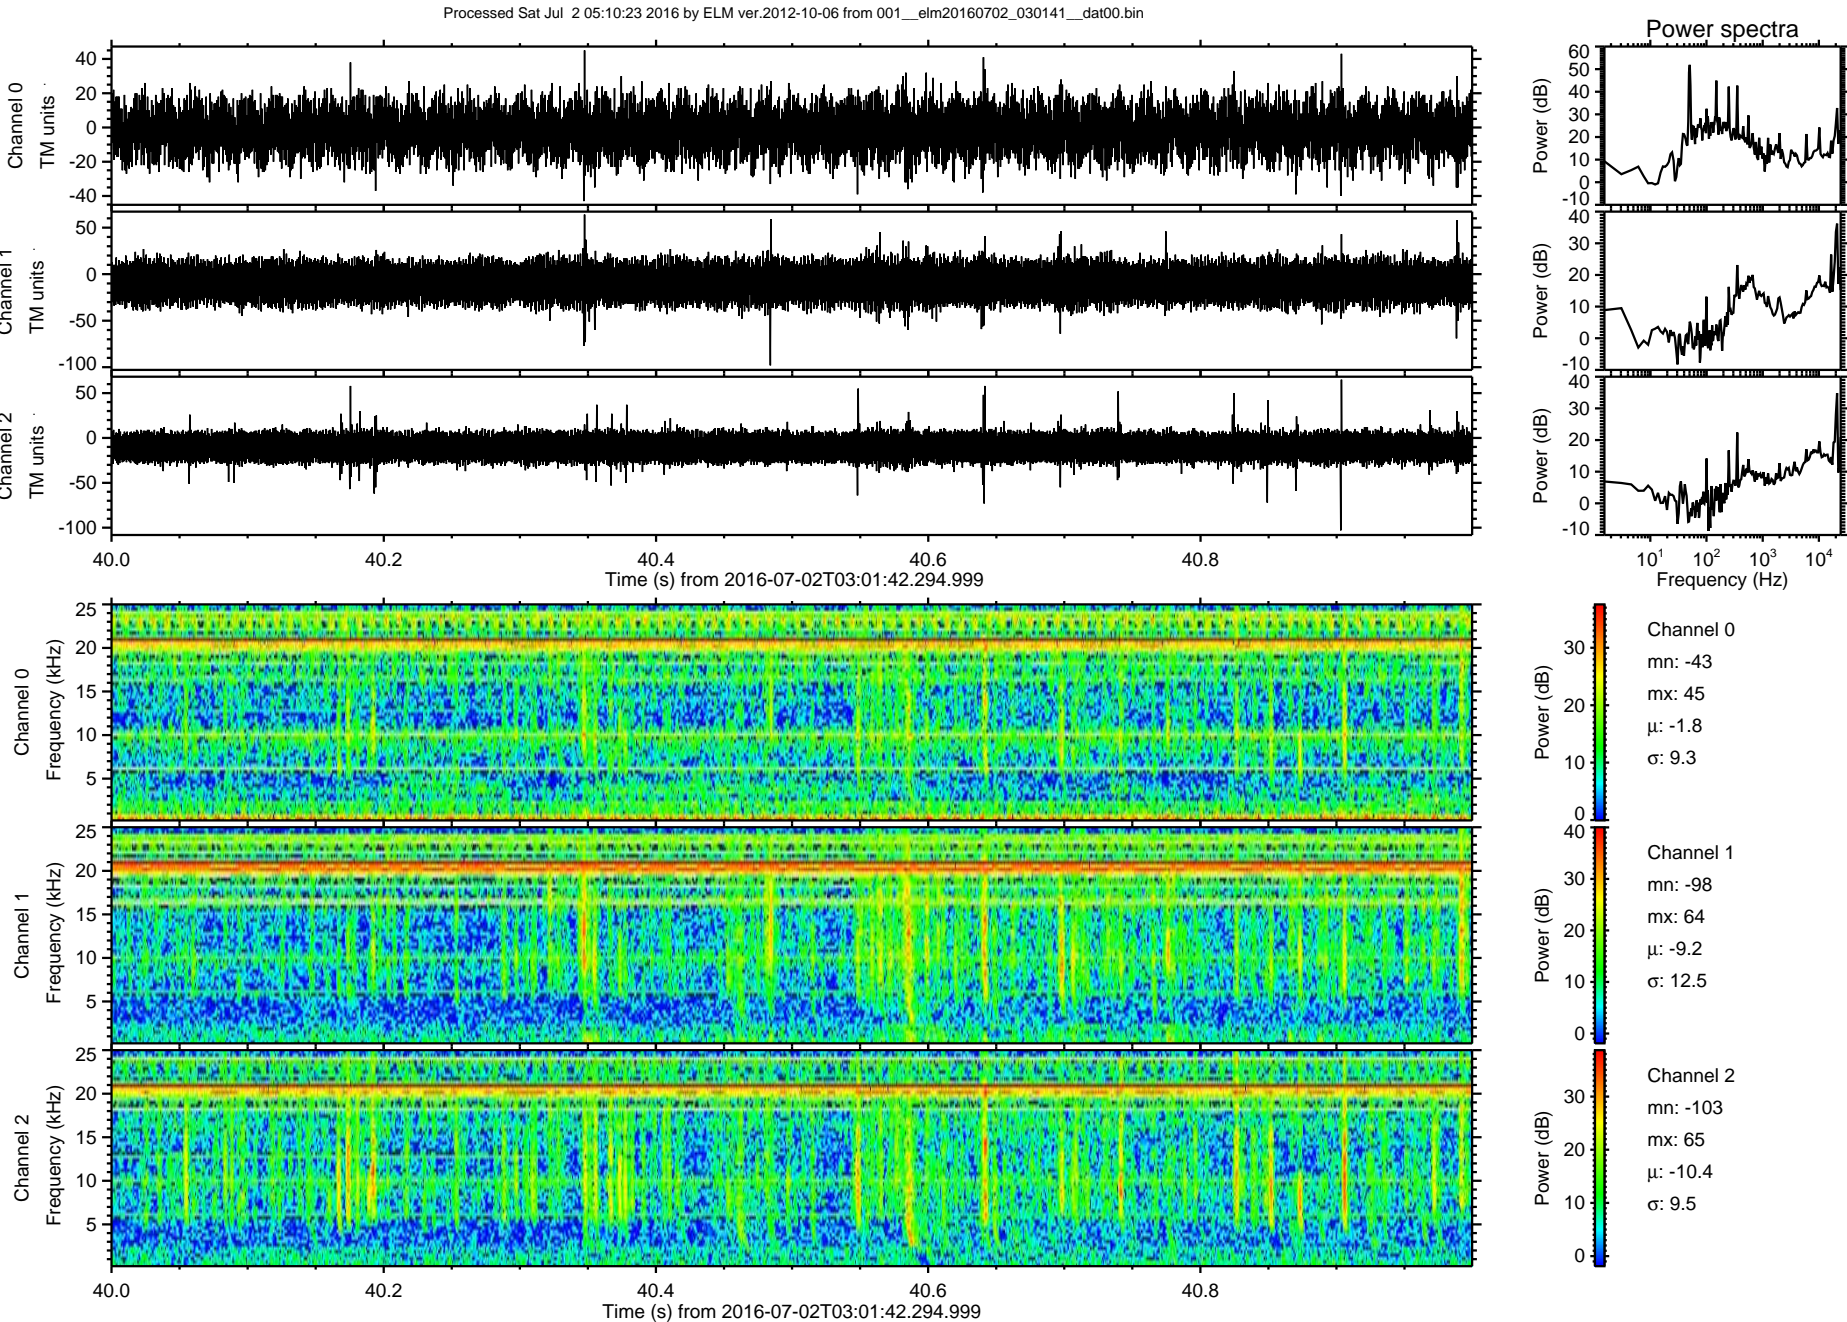 Processed Sat Jul  2 05:10:23 2016 by ELM ver.2012-10-06 from 001__elm20160702_030141__dat00.bin
Power spectra
Channel 0
TM units
40
20
0
-20
-40
Power (dB)
60
50
40
30
20
10
0
-10
Channel 1
TM units
50
0
-50
-100
Power (dB)
40
30
20
10
0
-10
Channel 2
TM units
50
0
-50
-100
Power (dB)
40
30
20
10
0
-10
40.0 40.2 40.4 40.6 40.8
Time (s) from 2016-07-02T03:01:42.294.999
10^1 10^2 10^3 10^4
Frequency (Hz)
Channel 0
Frequency (kHz)
25
20
15
10
5
Power (dB)
30
20
10
0
Channel 0
mn: -43
mx: 45
μ: -1.8
σ: 9.3
Channel 1
Frequency (kHz)
25
20
15
10
5
Power (dB)
40
30
20
10
0
Channel 1
mn: -98
mx: 64
μ: -9.2
σ: 12.5
Channel 2
Frequency (kHz)
25
20
15
10
5
Power (dB)
30
20
10
0
Channel 2
mn: -103
mx: 65
μ: -10.4
σ: 9.5
40.0 40.2 40.4 40.6 40.8
Time (s) from 2016-07-02T03:01:42.294.999